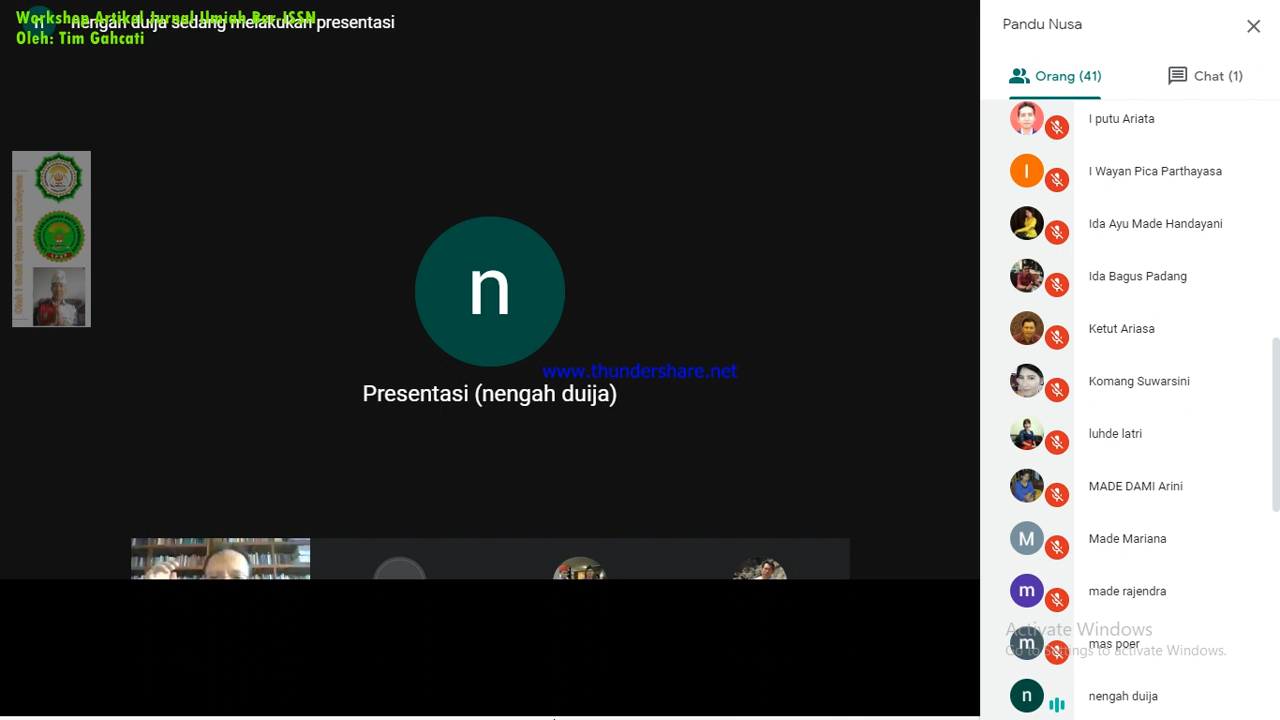 Workshop Artikel Jurnal Ilmiah Ber ISSN
n nengah duija sedang melakukan presentasi
Oleh: Tim Gahcati
n
www.thundershare.net
Presentasi (nengah duija)
Pandu Nusa
Orang (41)
Chat (1)
I putu Ariata
I I Wayan Pica Parthayasa
Ida Ayu Made Handayani
Ida Bagus Padang
Ketut Ariasa
Komang Suwarsini
luhde latri
MADE DAMI Arini
M Made Mariana
m made rajendra
Activate Windows
m mas poer
Go to Settings to activate Windows.
n nengah duija